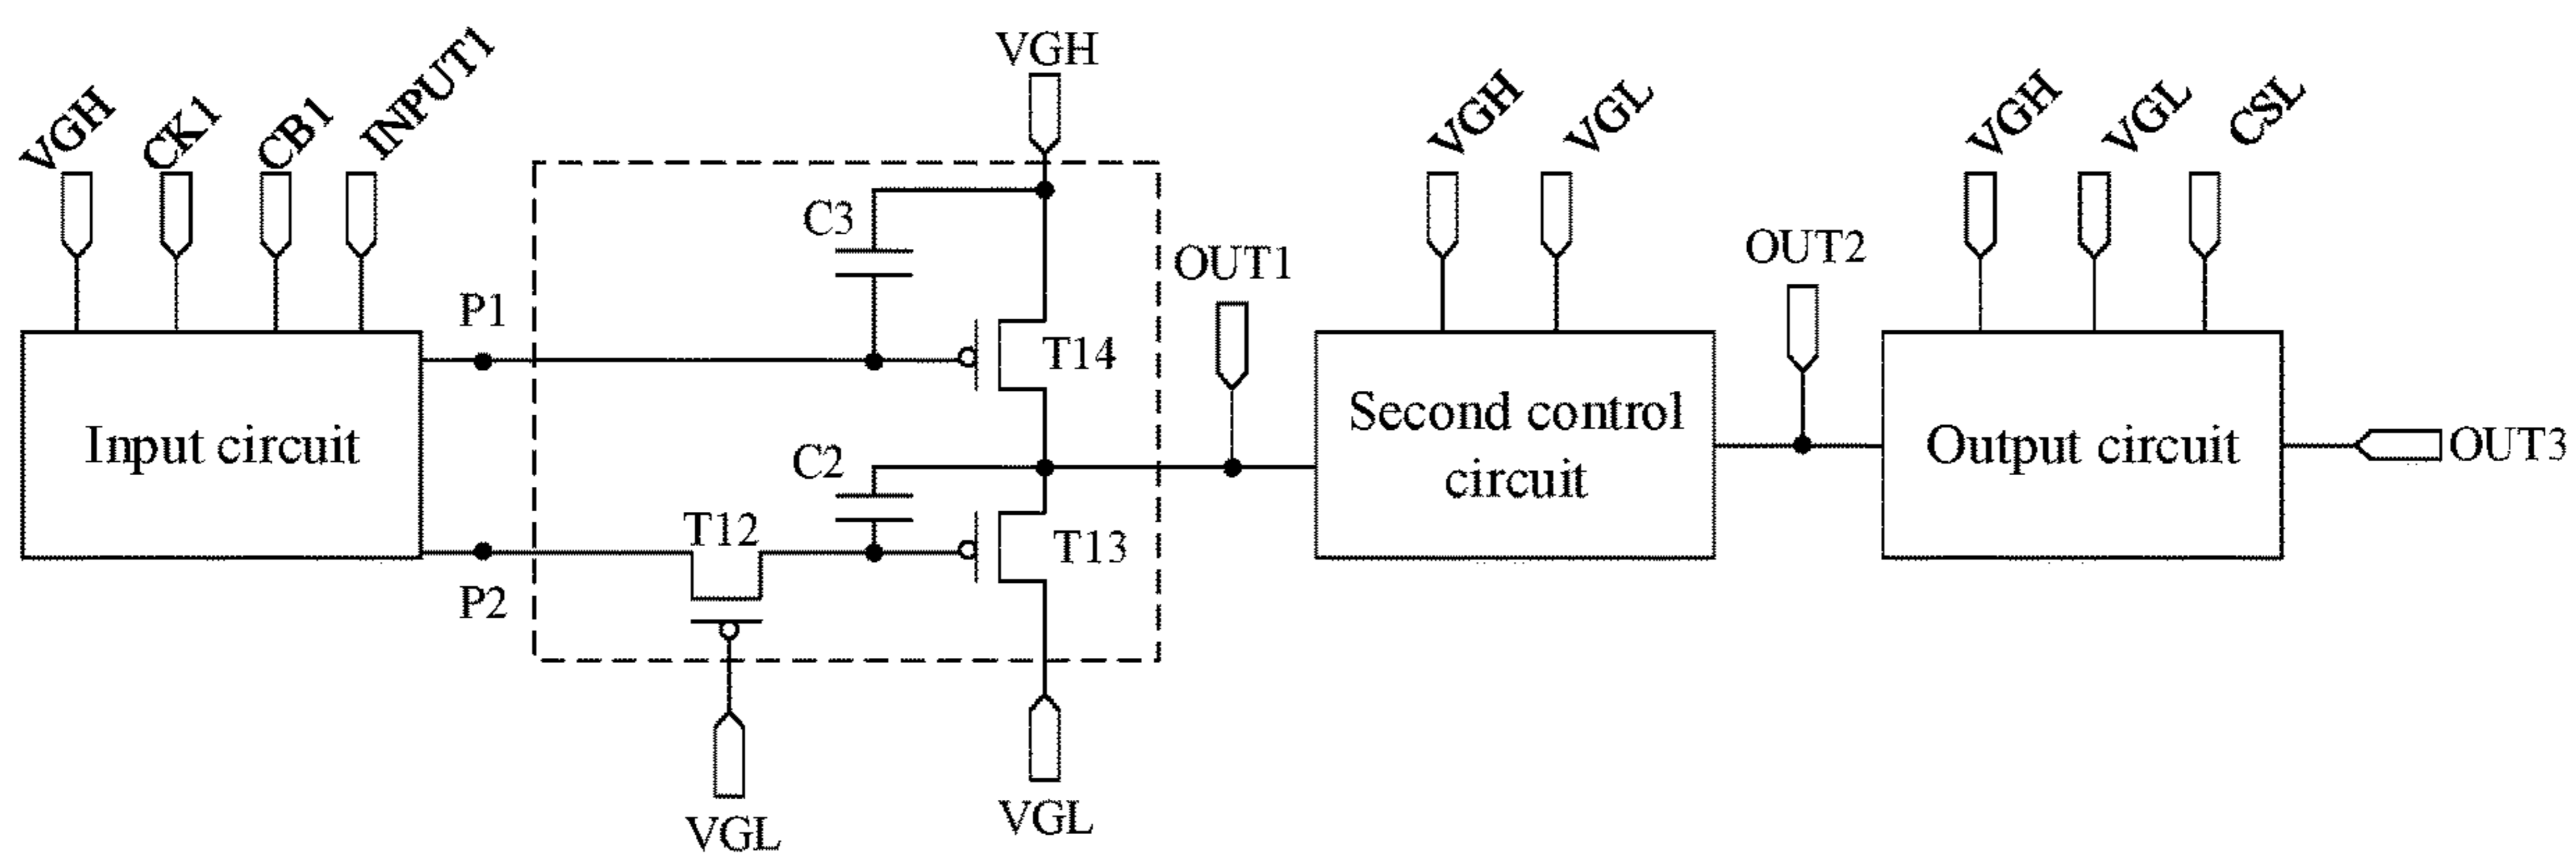 VGH
CK1
CB1
INPUT1
VGH
VGH
VGL
VGH
VGL
CSL
C3
OUT1
OUT2
P1
T14
Input circuit
Second control
circuit
Output circuit
OUT3
C2
T12
T13
P2
VGL
VGL